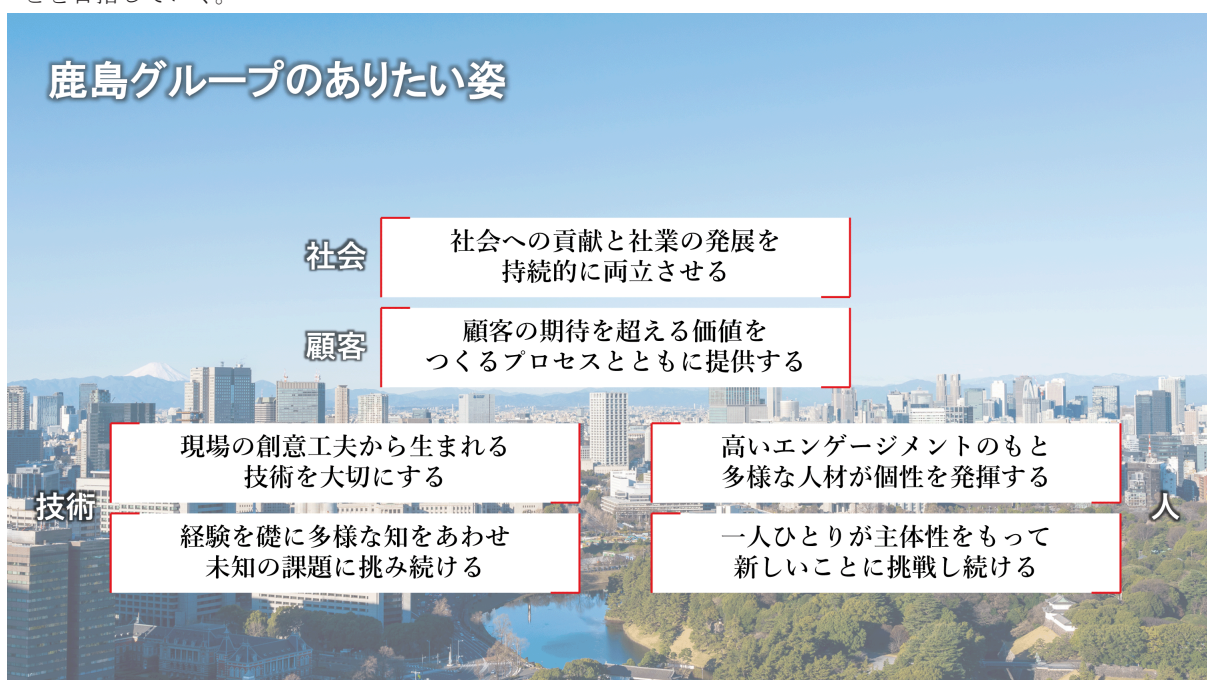 鹿島グループのありたい姿
社会
社会への貢献と社業の発展を
持続的に両立させる
顧客
顧客の期待を超える価値を
つくるプロセスとともに提供する
技術
現場の創意工夫から生まれる
技術を大切にする
経験を礎に多様な知をあわせ
未知の課題に挑み続ける
人
高いエンゲージメントのもと
多様な人材が個性を発揮する
一人ひとりが主体性をもって
新しいことに挑戦し続ける